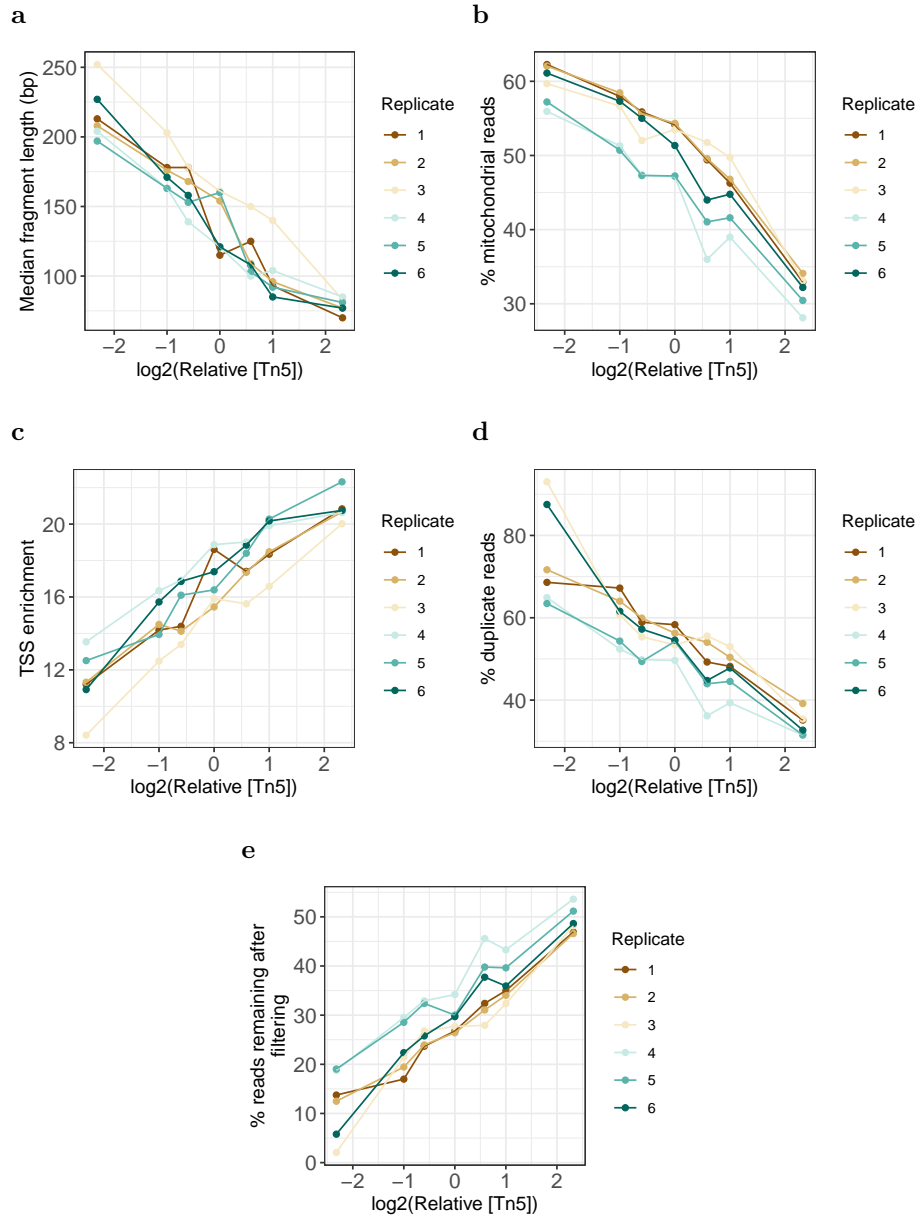 a
250
200
150
100
Median fragment length (bp)
−2 −1 0 1 2
log2(Relative [Tn5])
Replicate
1
2
3
4
5
6
b
60
50
40
30
% mitochondrial reads
−2 −1 0 1 2
log2(Relative [Tn5])
Replicate
1
2
3
4
5
6
c
20
16
12
8
TSS enrichment
−2 −1 0 1 2
log2(Relative [Tn5])
Replicate
1
2
3
4
5
6
d
80
60
40
% duplicate reads
−2 −1 0 1 2
log2(Relative [Tn5])
Replicate
1
2
3
4
5
6
e
50
40
30
20
10
0
% reads remaining after
filtering
−2 −1 0 1 2
log2(Relative [Tn5])
Replicate
1
2
3
4
5
6